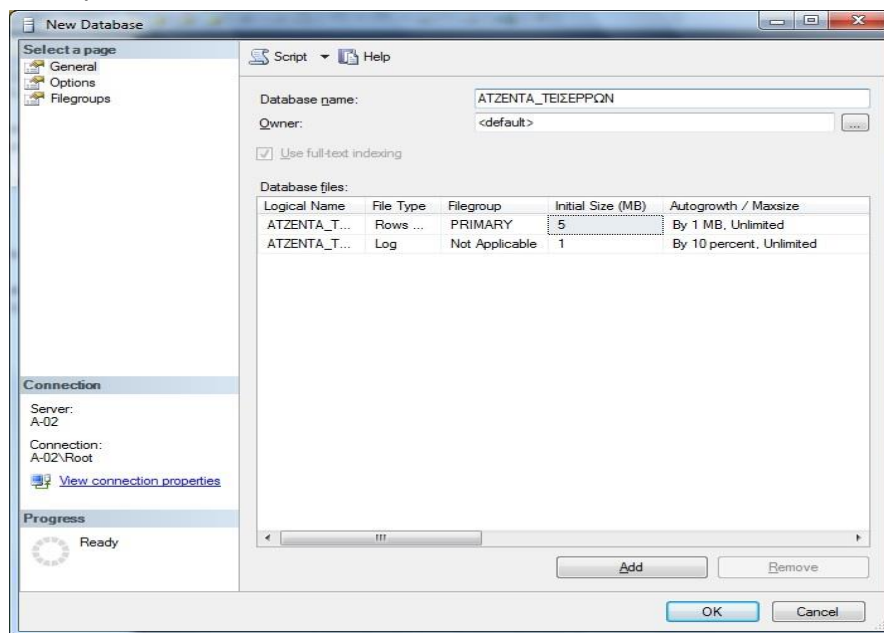 New Database
Select a page
General
Options
Filegroups
Script Help
Database name: ΑΤΖΕΝΤΑ_ΤΕΙΣΕΡΡΩΝ
Owner: <default>
...
Use full-text indexing
Database files:
Logical Name File Type Filegroup Initial Size (MB) Autogrowth / Maxsize
ΑΤΖΕΝΤΑ_Τ... Rows ... PRIMARY 5 By 1 MB, Unlimited
ΑΤΖΕΝΤΑ_Τ... Log Not Applicable 1 By 10 percent, Unlimited
Connection
Server:
A-02
Connection:
A-02\Root
View connection properties
Progress
Ready
Add Remove
OK Cancel